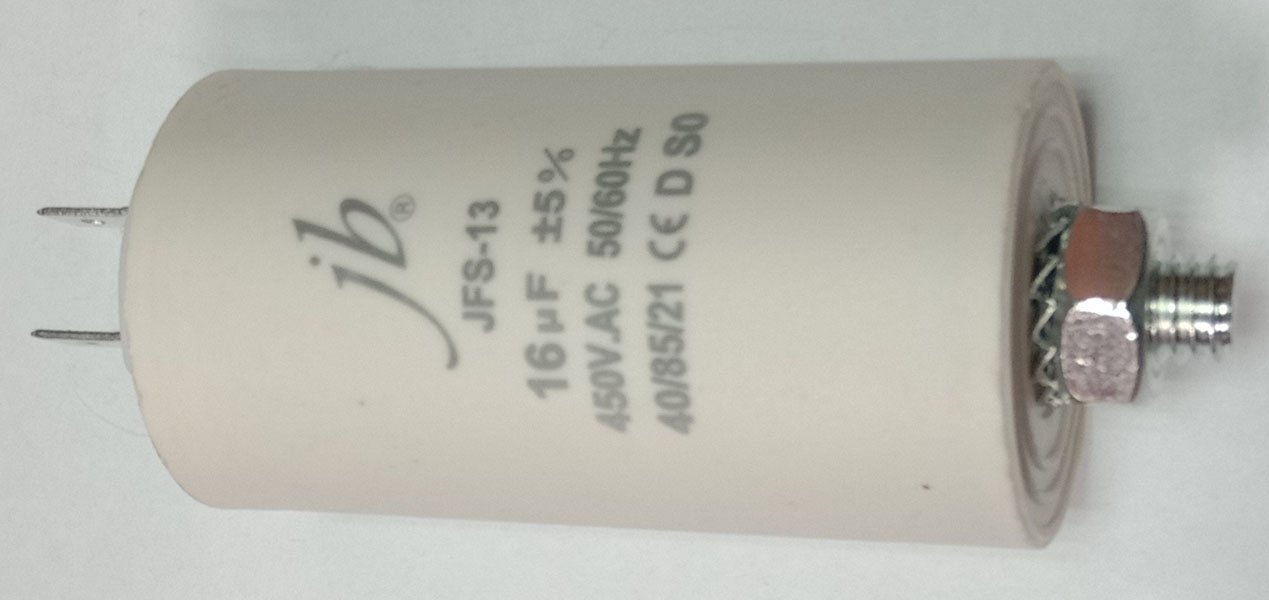 jb®
JFS-13
16µF ±5%
450V.AC 50/60Hz
40/85/21 CE D S0